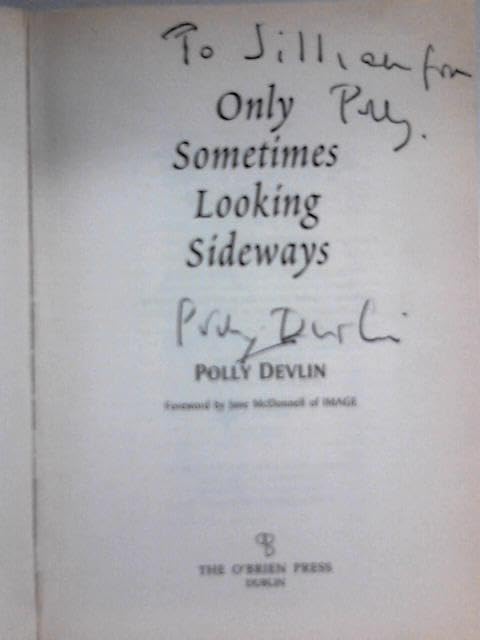 To Jillian from
Polly.
Only
Sometimes
Looking
Sideways
Polly Devlin
POLLY DEVLIN
Foreword by Jane McDonnell of IMAGE
THE O'BRIEN PRESS
DUBLIN